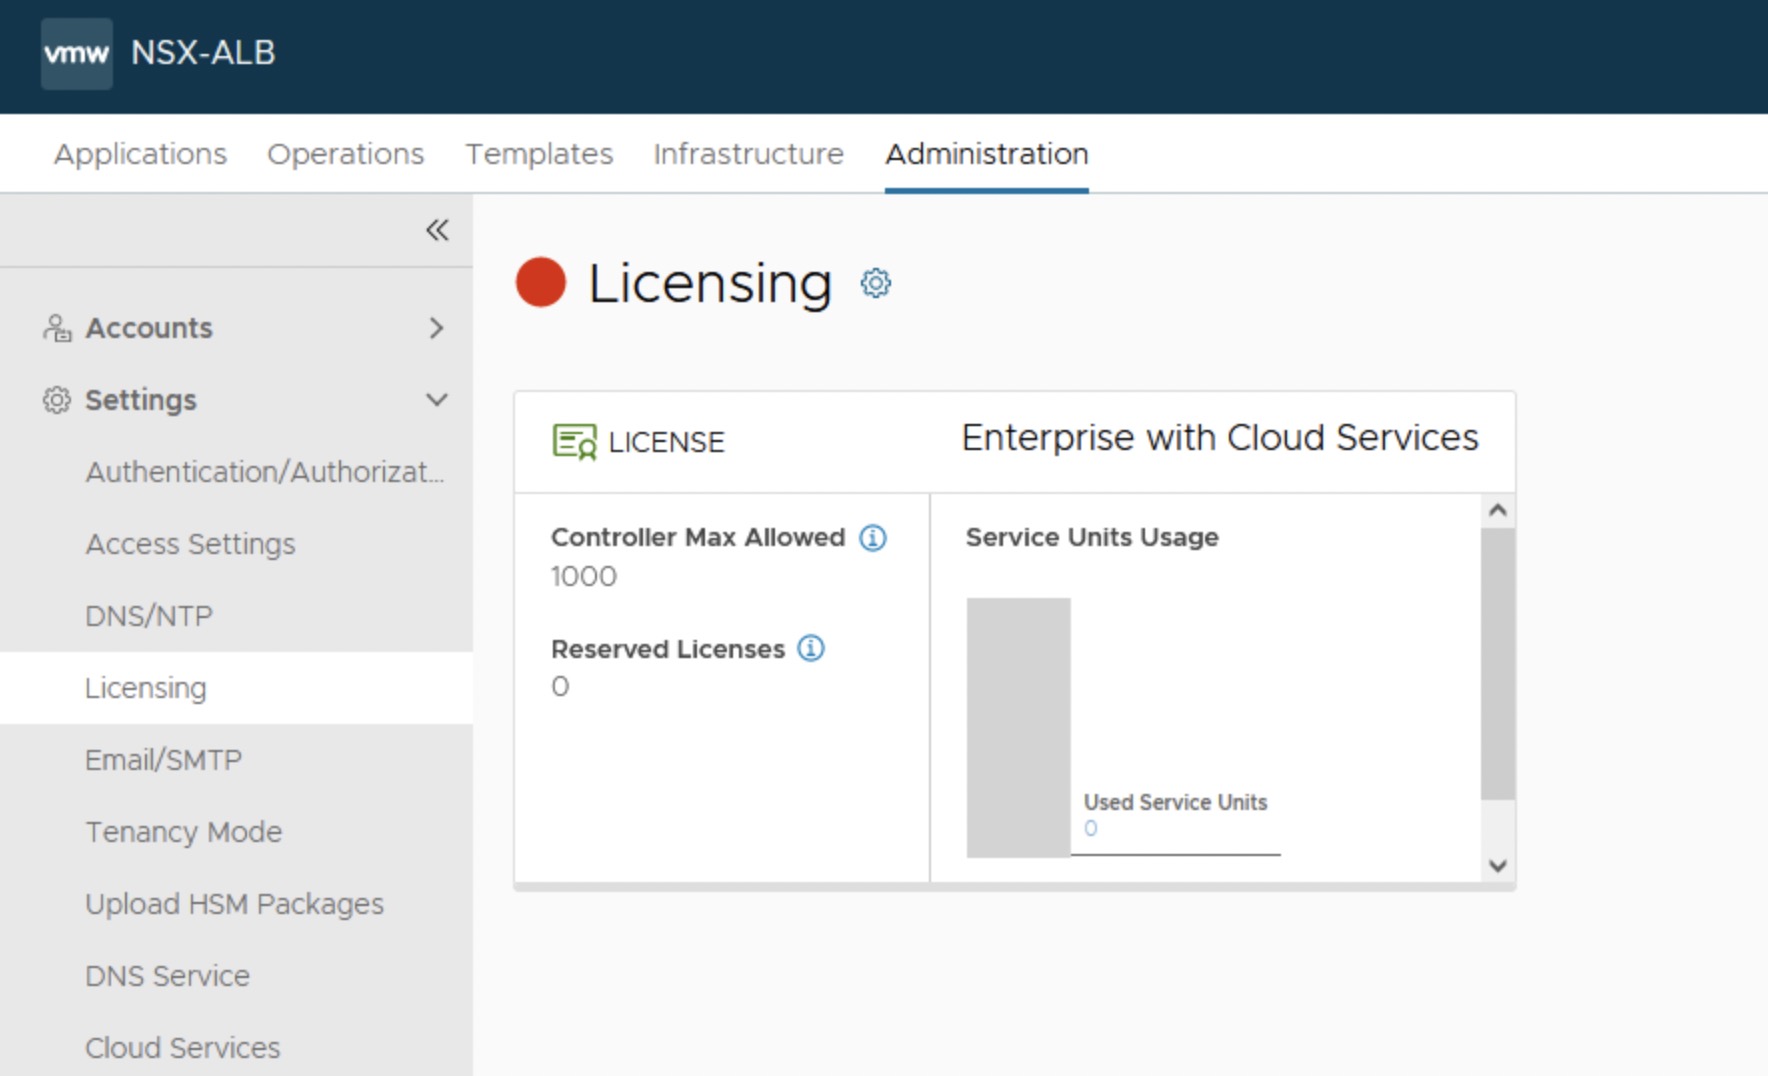 vmw NSX-ALB
Applications Operations Templates Infrastructure Administration
Accounts
Settings
Authentication/Authorizat...
Access Settings
DNS/NTP
Licensing
Email/SMTP
Tenancy Mode
Upload HSM Packages
DNS Service
Cloud Services
Licensing
LICENSE
Enterprise with Cloud Services
Controller Max Allowed
1000
Reserved Licenses
0
Service Units Usage
Used Service Units
0